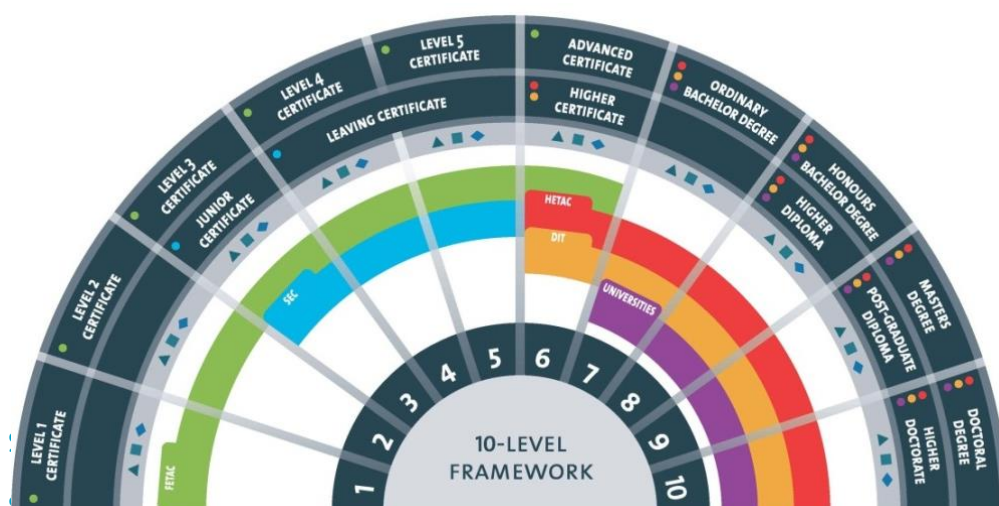 LEVEL 1
CERTIFICATE
LEVEL 2
CERTIFICATE
LEVEL 3
CERTIFICATE
JUNIOR
CERTIFICATE
LEVEL 4
CERTIFICATE
LEVEL 5
CERTIFICATE
LEAVING CERTIFICATE
ADVANCED
CERTIFICATE
HIGHER
CERTIFICATE
ORDINARY
BACHELOR DEGREE
HONOURS
BACHELOR DEGREE
HIGHER
DIPLOMA
MASTERS
DEGREE
POST-GRADUATE
DIPLOMA
DOCTORAL
DEGREE
HIGHER
DOCTORATE
FETAC
SEC
HETAC
DIT
UNIVERSITIES
1
2
3
4
5
6
7
8
9
10
10-LEVEL
FRAMEWORK